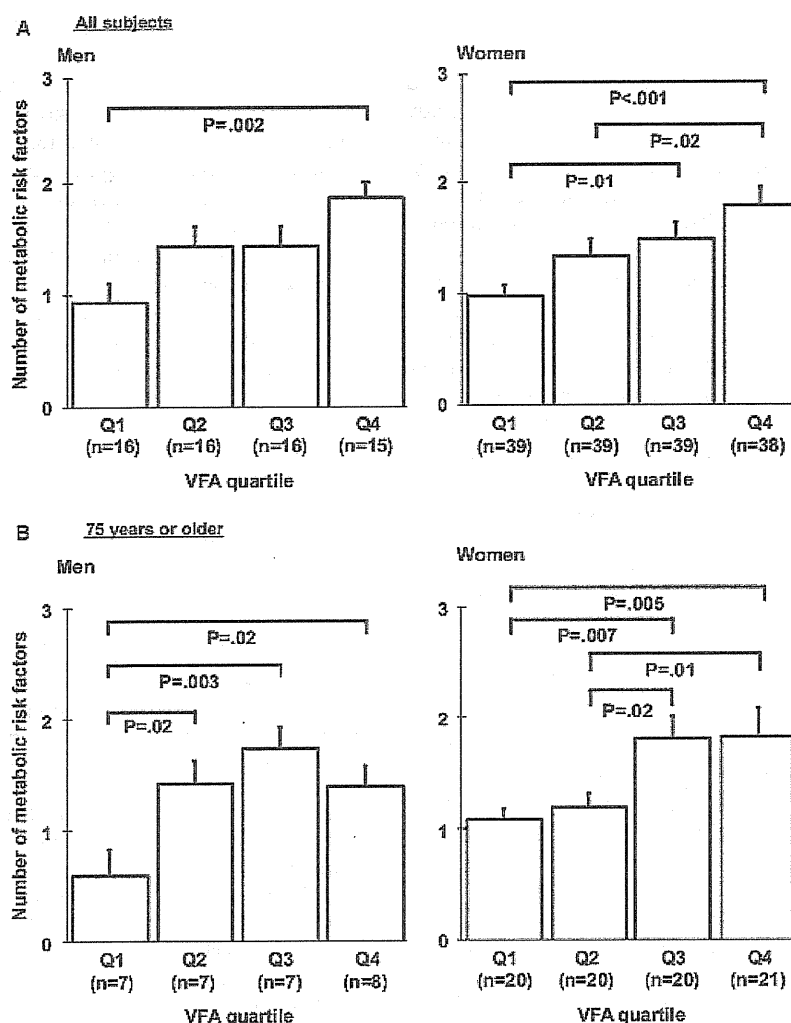 A All subjects
Men
Number of metabolic risk factors
3
2
1
0
P=.002
Q1 Q2 Q3 Q4
(n=16) (n=16) (n=16) (n=15)
VFA quartile
Women
3
2
1
0
P<.001
P=.02
P=.01
Q1 Q2 Q3 Q4
(n=39) (n=39) (n=39) (n=38)
VFA quartile
B 75 years or older
Men
Number of metabolic risk factors
3
2
1
0
P=.02
P=.003
P=.02
Q1 Q2 Q3 Q4
(n=7) (n=7) (n=7) (n=8)
VFA quartile
Women
3
2
1
0
P=.005
P=.007
P=.01
P=.02
Q1 Q2 Q3 Q4
(n=20) (n=20) (n=20) (n=21)
VFA quartile